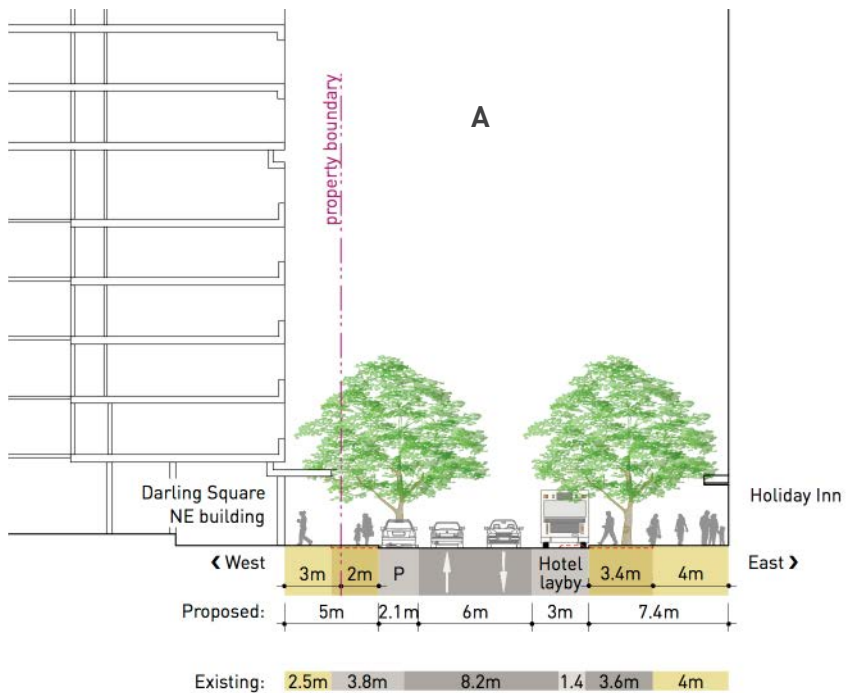 A
property boundary
Darling Square
NE building
Holiday Inn
‹ West
East ›
3m 2m P Hotel layby 3.4m 4m
Proposed: 5m 2.1m 6m 3m 7.4m
Existing: 2.5m 3.8m 8.2m 1.4 3.6m 4m